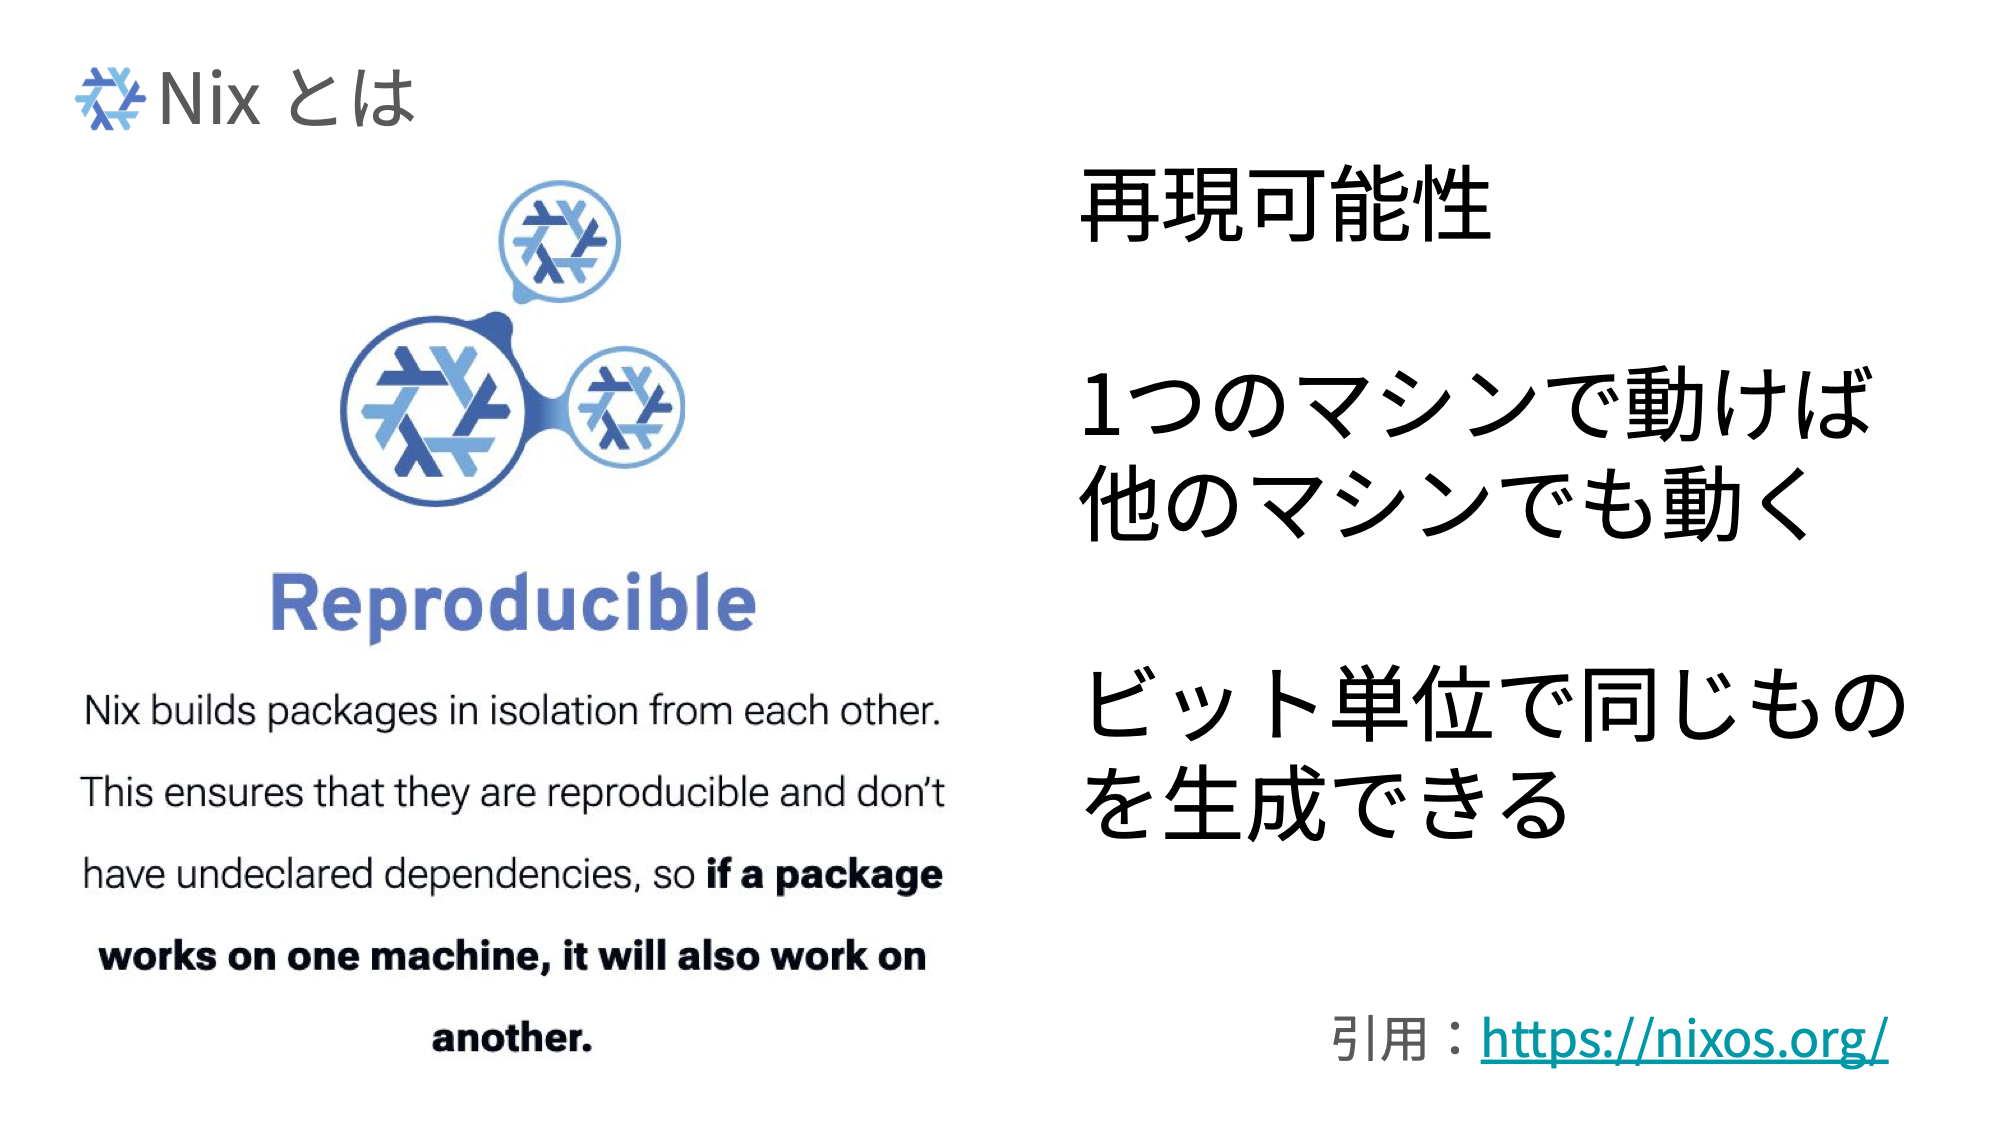 Nix とは
Reproducible
Nix builds packages in isolation from each other.
This ensures that they are reproducible and don’t
have undeclared dependencies, so if a package
works on one machine, it will also work on
another.
再現可能性
1つのマシンで動けば
他のマシンでも動く
ビット単位で同じもの
を生成できる
引用：https://nixos.org/